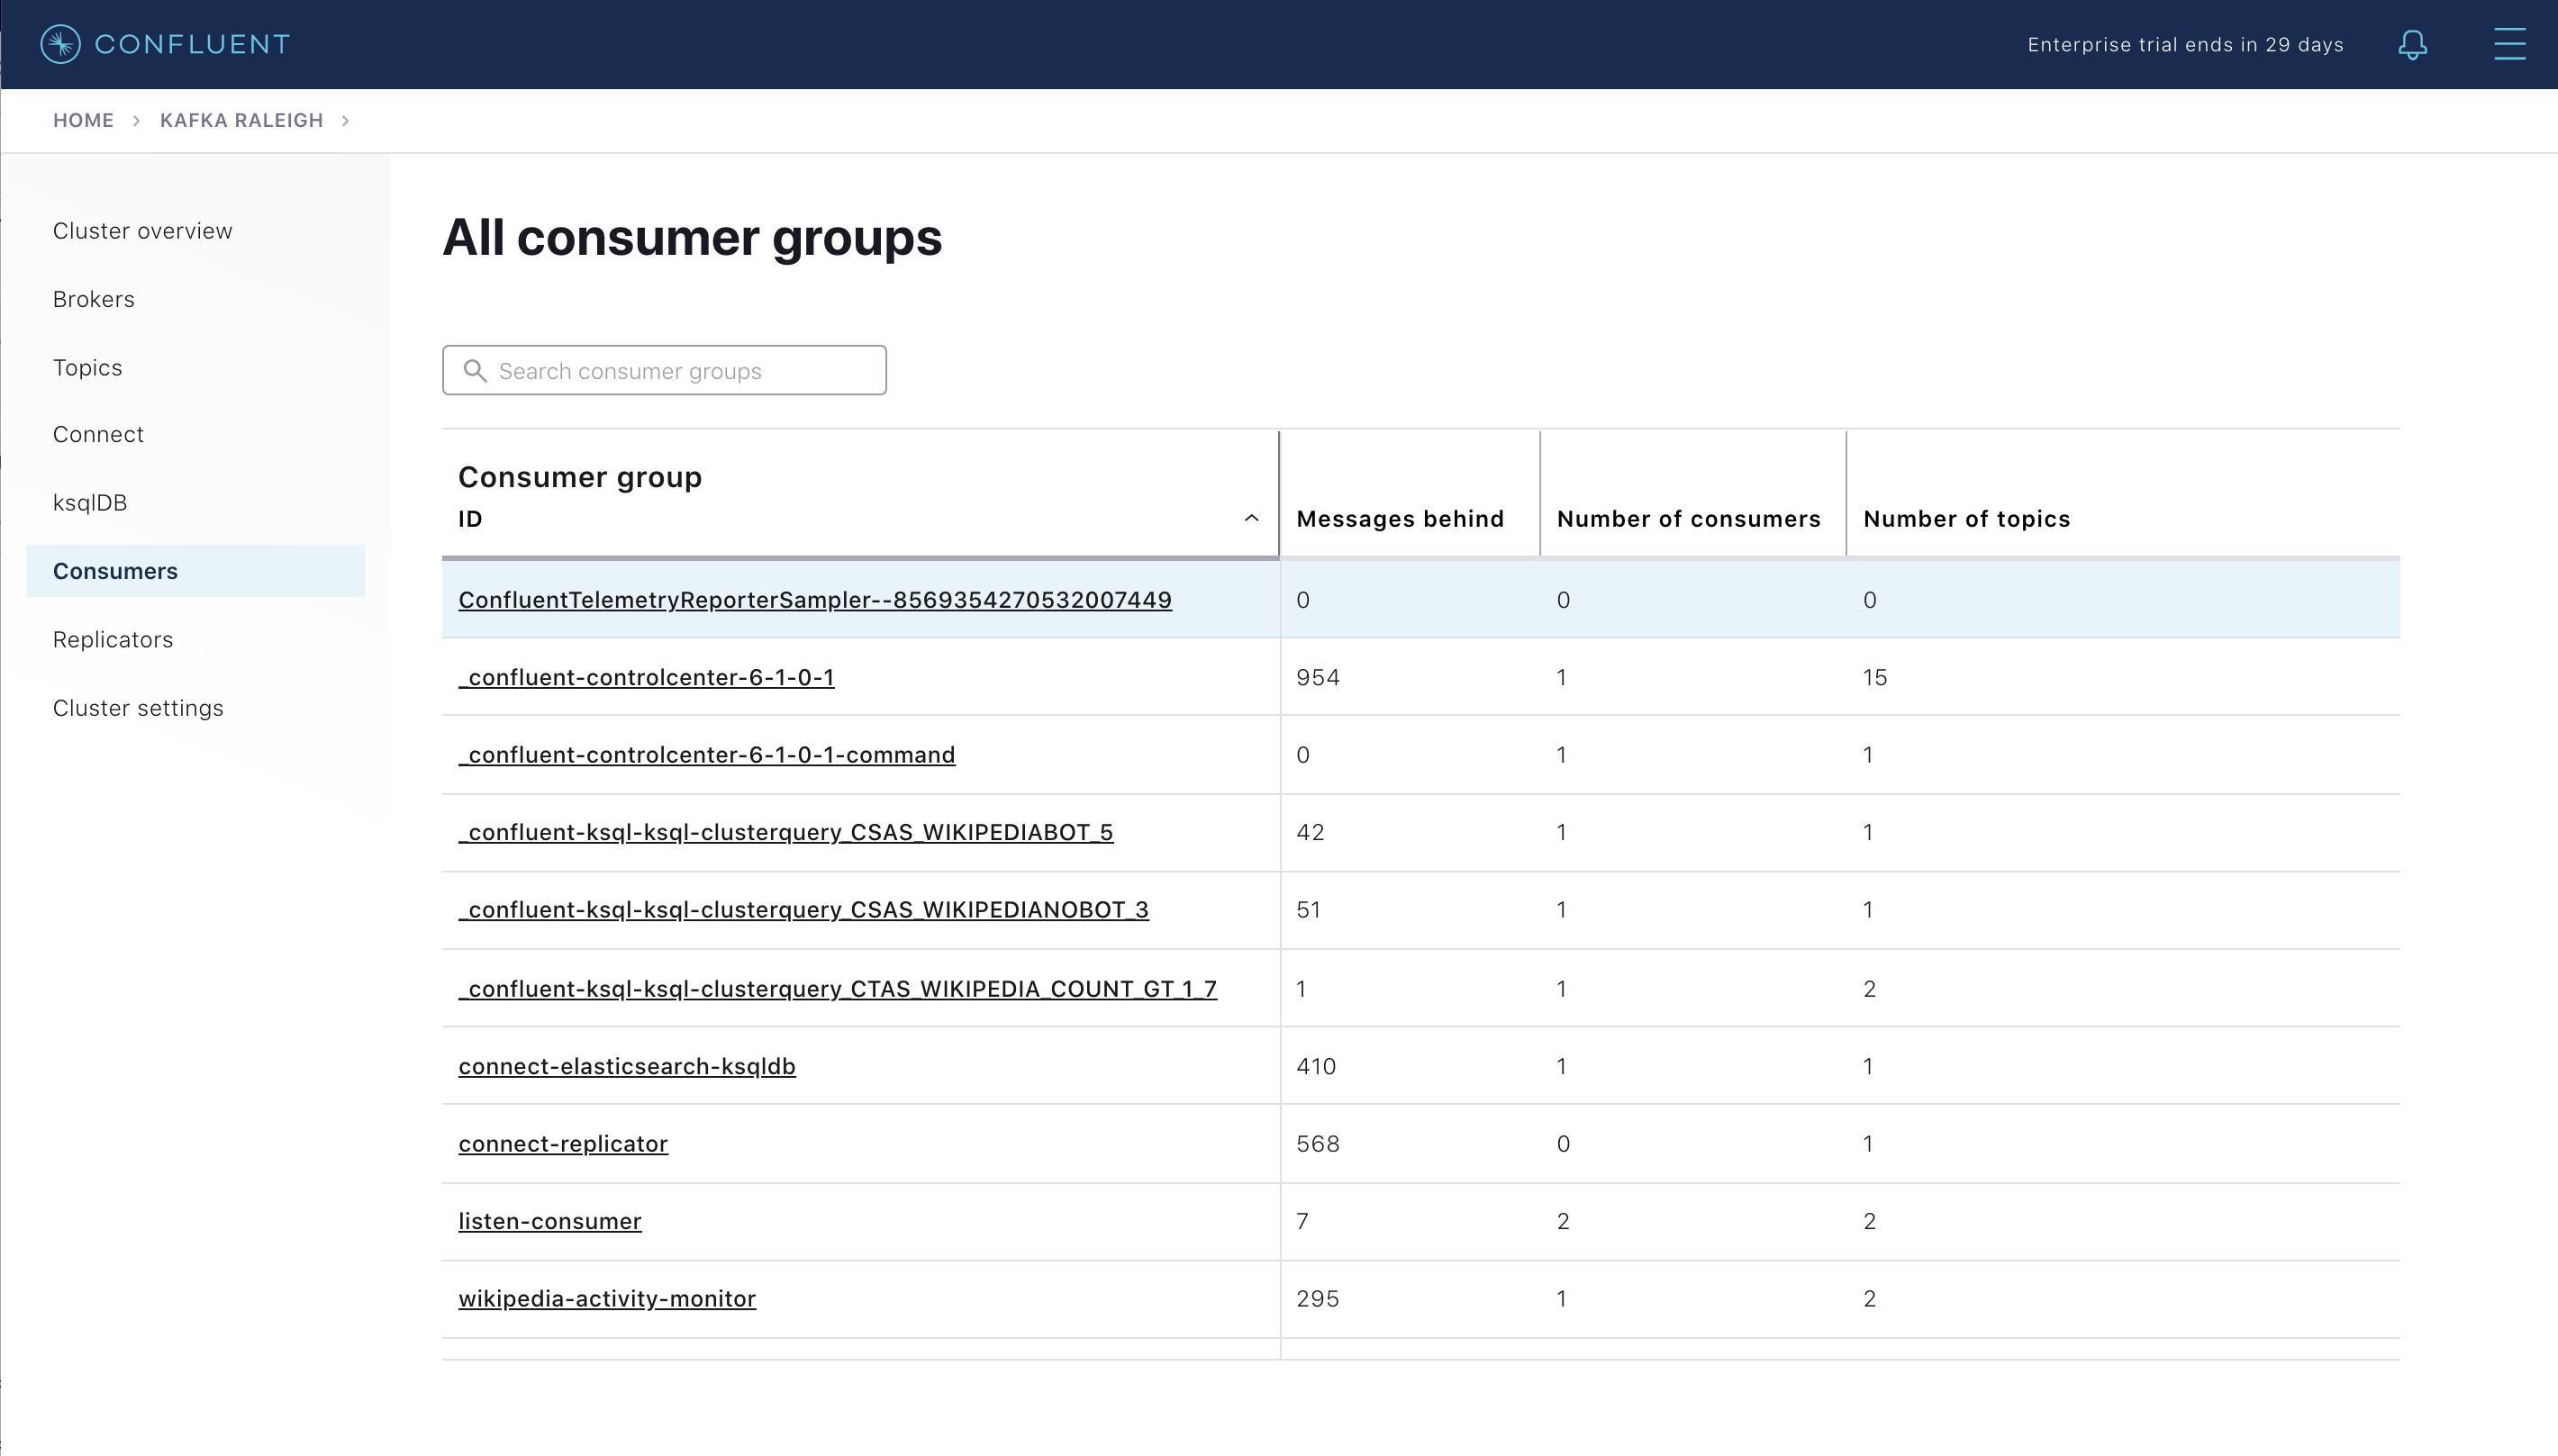 CONFLUENT
Enterprise trial ends in 29 days
HOME > KAFKA RALEIGH >
Cluster overview
Brokers
Topics
Connect
ksqlDB
Consumers
Replicators
Cluster settings
All consumer groups
Search consumer groups
Consumer group
ID Messages behind Number of consumers Number of topics
ConfluentTelemetryReporterSampler--8569354270532007449 0 0 0
_confluent-controlcenter-6-1-0-1 954 1 15
_confluent-controlcenter-6-1-0-1-command 0 1 1
_confluent-ksql-ksql-clusterquery_CSAS_WIKIPEDIABOT_5 42 1 1
_confluent-ksql-ksql-clusterquery_CSAS_WIKIPEDIANOBOT_3 51 1 1
_confluent-ksql-ksql-clusterquery_CTAS_WIKIPEDIA_COUNT_GT_1_7 1 1 2
connect-elasticsearch-ksqldb 410 1 1
connect-replicator 568 0 1
listen-consumer 7 2 2
wikipedia-activity-monitor 295 1 2